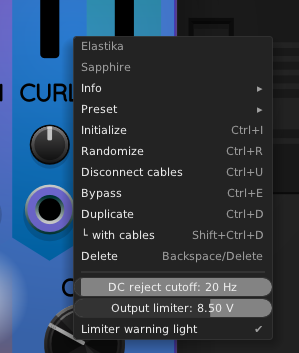 Elastika
Sapphire
Info ▸
Preset ▸
CURL
Initialize Ctrl+I
Randomize Ctrl+R
Disconnect cables Ctrl+U
Bypass Ctrl+E
Duplicate Ctrl+D
└ with cables Shift+Ctrl+D
Delete Backspace/Delete
DC reject cutoff: 20 Hz
Output limiter: 8.50 V
Limiter warning light ✔